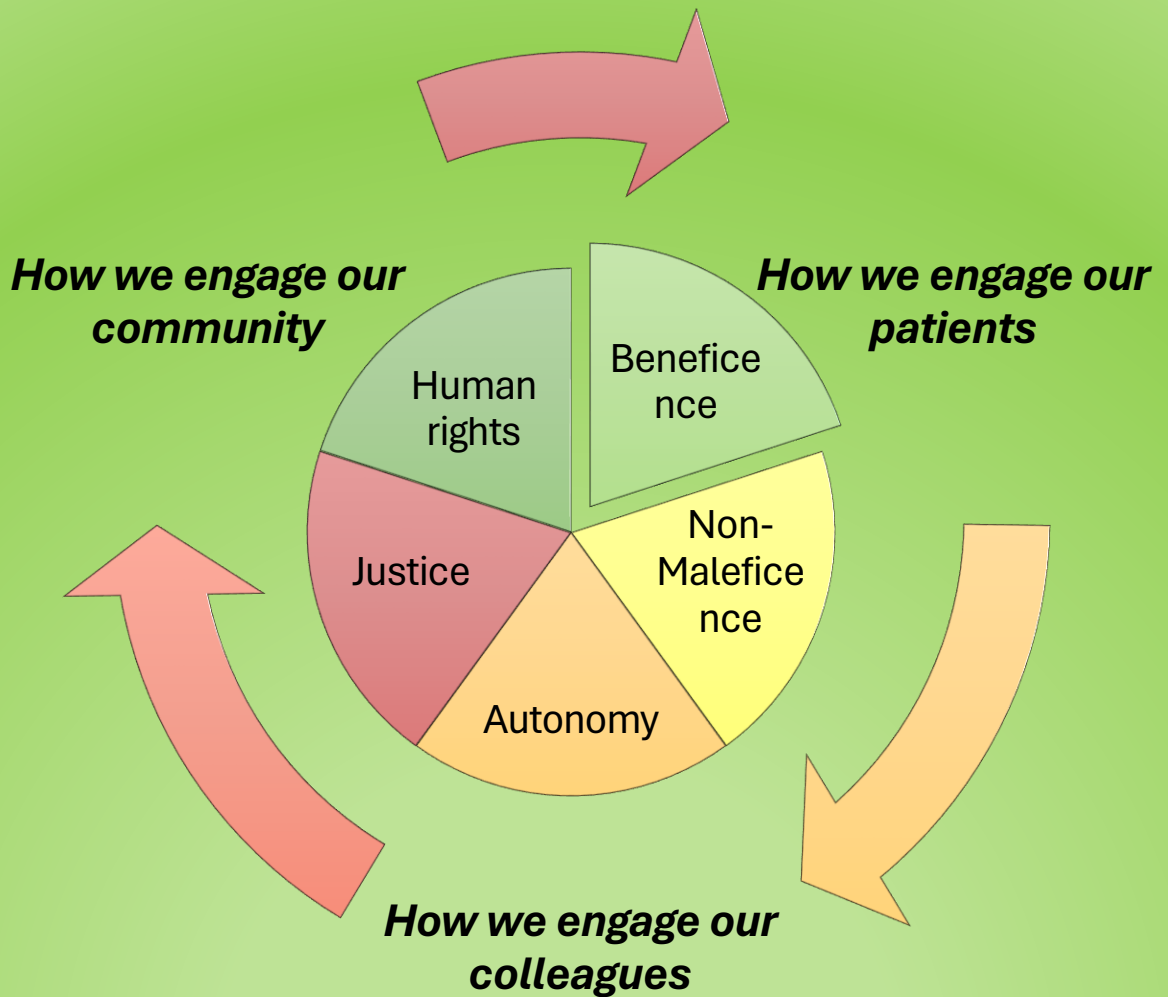 How we engage our
community
How we engage our
patients
Human
rights
Benefice
nce
Non-
Malefice
nce
Justice
Autonomy
How we engage our
colleagues